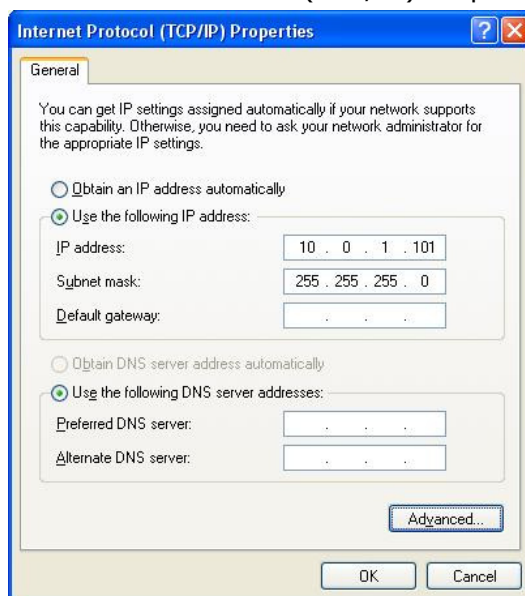 Internet Protocol (TCP/IP) Properties
General
You can get IP settings assigned automatically if your network supports
this capability. Otherwise, you need to ask your network administrator for
the appropriate IP settings.
Obtain an IP address automatically
Use the following IP address:
IP address: 10 . 0 . 1 . 101
Subnet mask: 255 . 255 . 255 . 0
Default gateway: . . .
Obtain DNS server address automatically
Use the following DNS server addresses:
Preferred DNS server: . . .
Alternate DNS server: . . .
Advanced...
OK Cancel